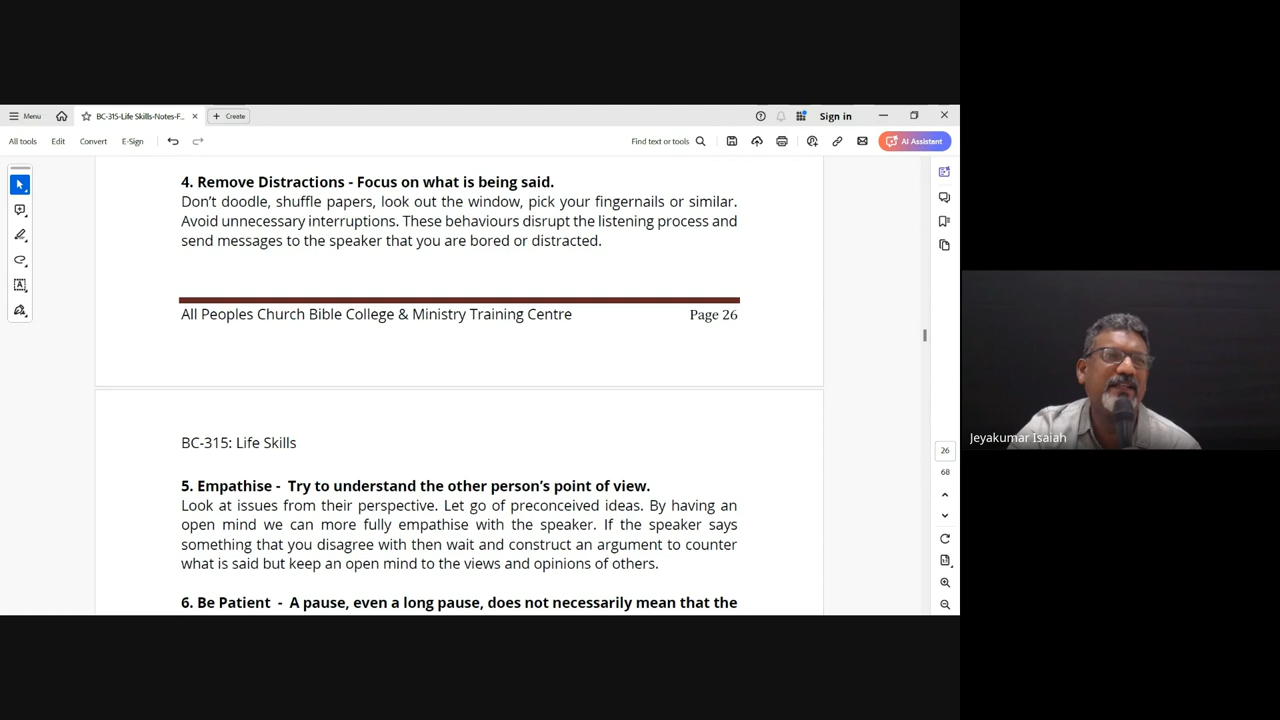 Menu
BC-315-Life Skills-Notes-F...
Create
Sign in
All tools
Edit
Convert
E-Sign
Find text or tools
AI Assistant
4. Remove Distractions - Focus on what is being said.
Don’t doodle, shuffle papers, look out the window, pick your fingernails or similar.
Avoid unnecessary interruptions. These behaviours disrupt the listening process and
send messages to the speaker that you are bored or distracted.
All Peoples Church Bible College & Ministry Training Centre
Page 26
BC-315: Life Skills
5. Empathise - Try to understand the other person’s point of view.
Look at issues from their perspective. Let go of preconceived ideas. By having an
open mind we can more fully empathise with the speaker. If the speaker says
something that you disagree with then wait and construct an argument to counter
what is said but keep an open mind to the views and opinions of others.
6. Be Patient - A pause, even a long pause, does not necessarily mean that the
26
68
Jeyakumar Isaiah